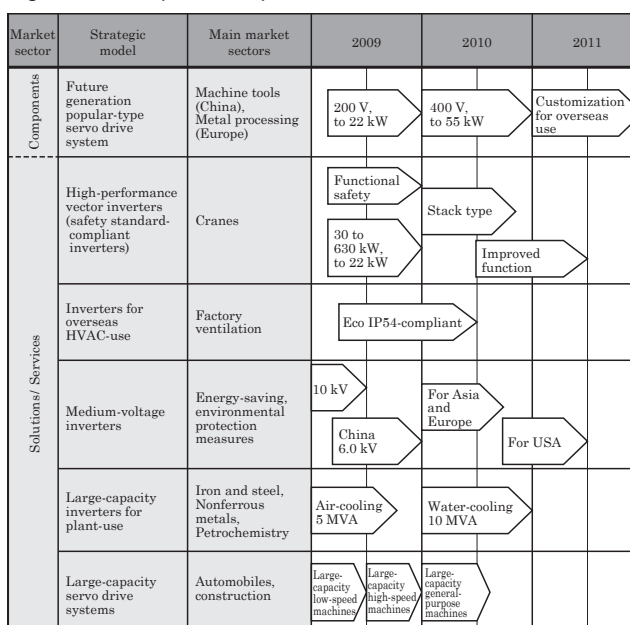 Market sector
Strategic model
Main market sectors
2009
2010
2011
Components
Future
generation
popular-type
servo drive
system
Machine tools
(China),
Metal processing
(Europe)
200 V,
to 22 kW
400 V,
to 55 kW
Customization
for overseas
use
Solutions/ Services
High-performance
vector inverters
(safety standard-
compliant
inverters)
Cranes
Functional
safety
30 to
630 kW,
to 22 kW
Stack type
Improved
function
Inverters for
overseas
HVAC-use
Factory
ventilation
Eco IP54-compliant
Medium-voltage
inverters
Energy-saving,
environmental
protection
measures
10 kV
China
6.0 kV
For Asia
and
Europe
For USA
Large-capacity
inverters for
plant-use
Iron and steel,
Nonferrous
metals,
Petrochemistry
Air-cooling
5 MVA
Water-cooling
10 MVA
Large-capacity
servo drive
systems
Automobiles,
construction
Large-
capacity
low-speed
machines
Large-
capacity
high-speed
machines
Large-
capacity
general-
purpose
machines